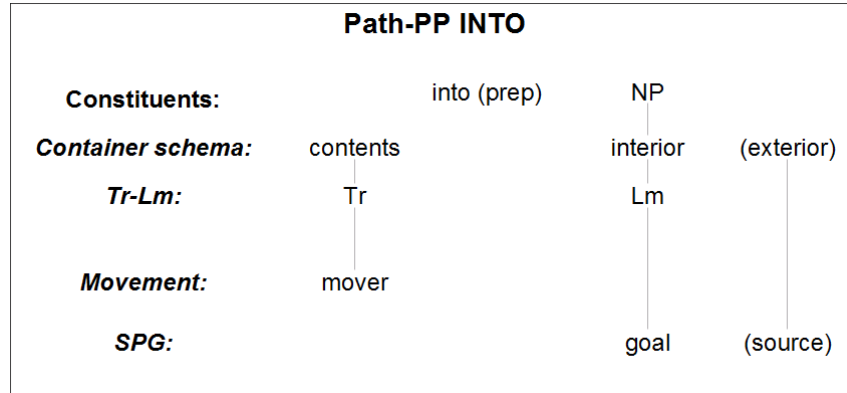 Path-PP INTO
Constituents: into (prep) NP
Container schema: contents interior (exterior)
Tr-Lm: Tr Lm
Movement: mover
SPG: goal (source)